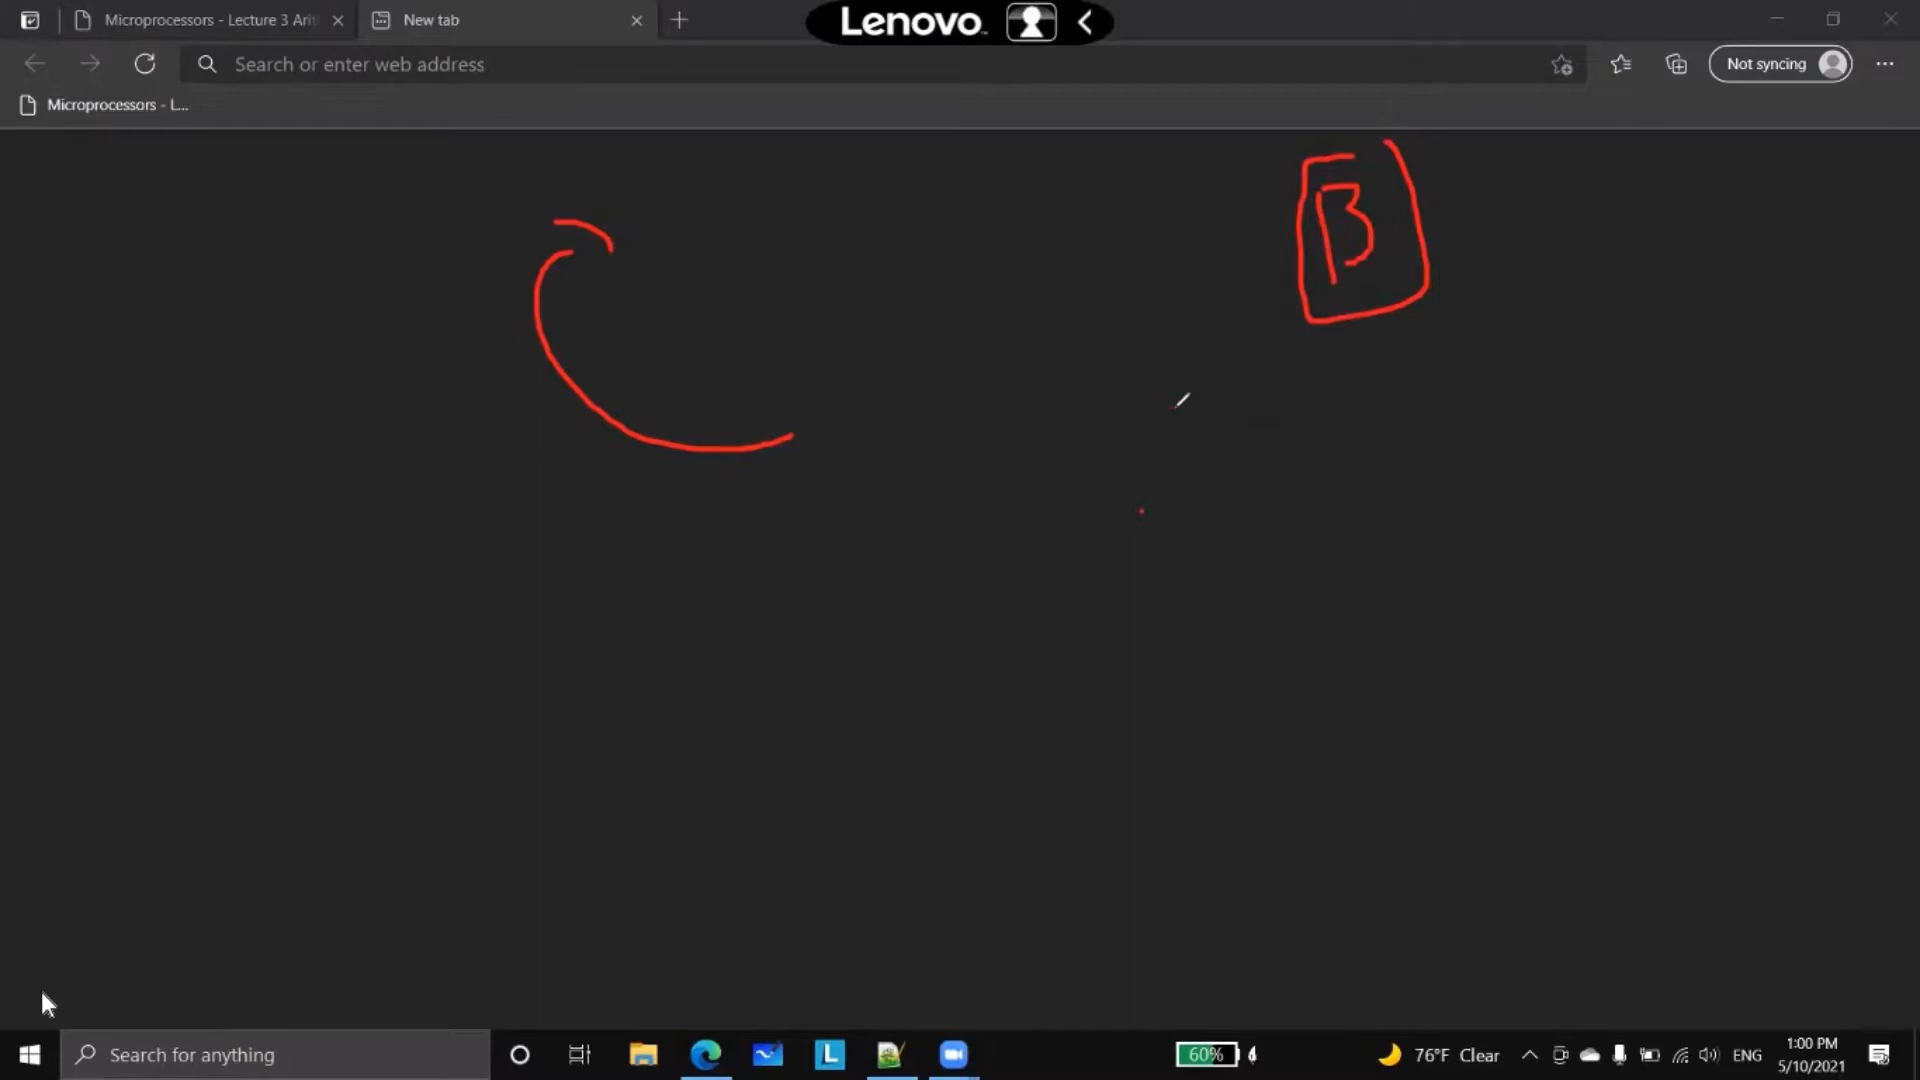 Microprocessors - Lecture 3 Arit
New tab
Lenovo
Search or enter web address
Not syncing
Microprocessors - L...
B
Search for anything
L
60%
76°F Clear
ENG
1:00 PM
5/10/2021